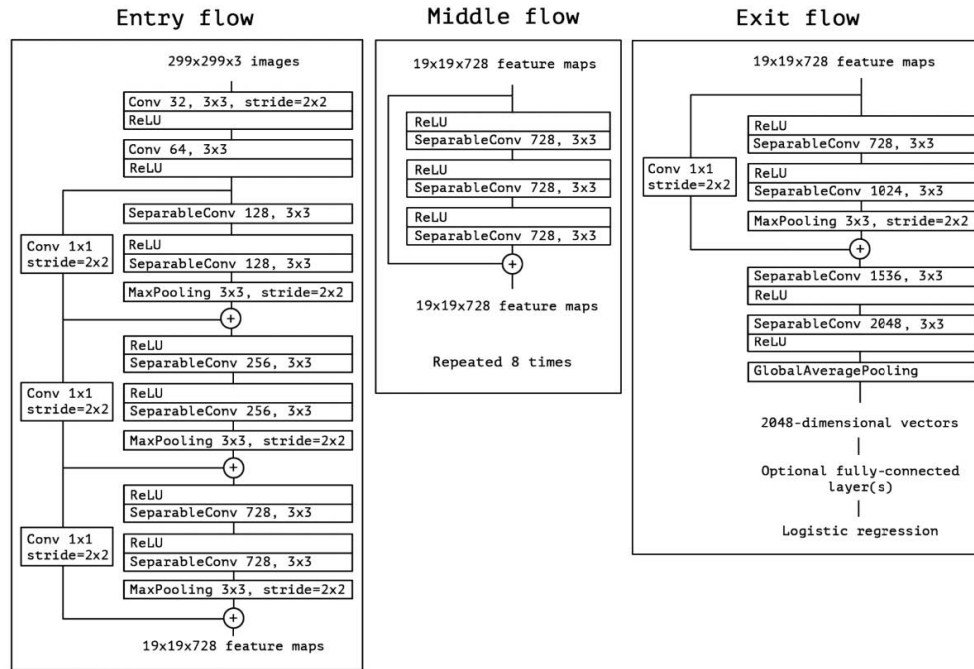 Entry flow
299x299x3 images
Conv 32, 3x3, stride=2x2
ReLU
Conv 64, 3x3
ReLU
SeparableConv 128, 3x3
Conv 1x1
stride=2x2
ReLU
SeparableConv 128, 3x3
MaxPooling 3x3, stride=2x2
+
ReLU
SeparableConv 256, 3x3
Conv 1x1
stride=2x2
ReLU
SeparableConv 256, 3x3
MaxPooling 3x3, stride=2x2
+
ReLU
SeparableConv 728, 3x3
Conv 1x1
stride=2x2
ReLU
SeparableConv 728, 3x3
MaxPooling 3x3, stride=2x2
+
19x19x728 feature maps
Middle flow
19x19x728 feature maps
ReLU
SeparableConv 728, 3x3
ReLU
SeparableConv 728, 3x3
ReLU
SeparableConv 728, 3x3
+
19x19x728 feature maps
Repeated 8 times
Exit flow
19x19x728 feature maps
ReLU
SeparableConv 728, 3x3
Conv 1x1
stride=2x2
ReLU
SeparableConv 1024, 3x3
MaxPooling 3x3, stride=2x2
+
SeparableConv 1536, 3x3
ReLU
SeparableConv 2048, 3x3
ReLU
GlobalAveragePooling
2048-dimensional vectors
Optional fully-connected
layer(s)
Logistic regression